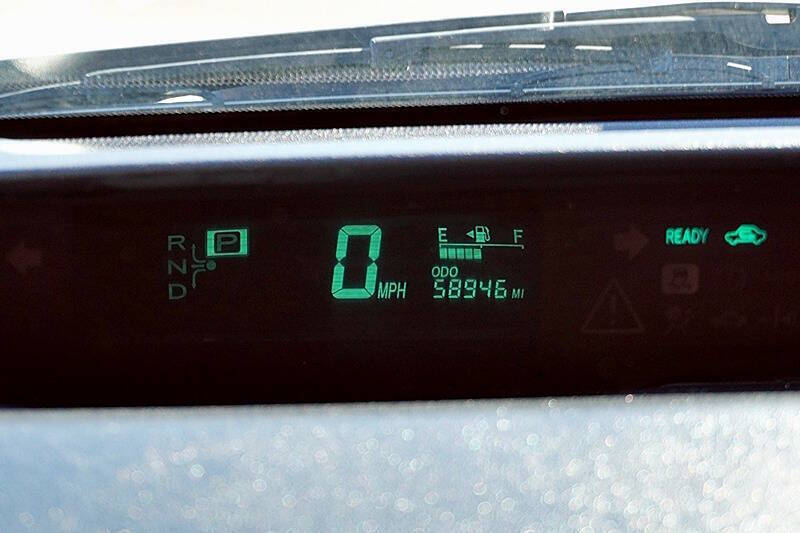 R
P
N
D
0 MPH
E F
ODO
58946 MI
READY